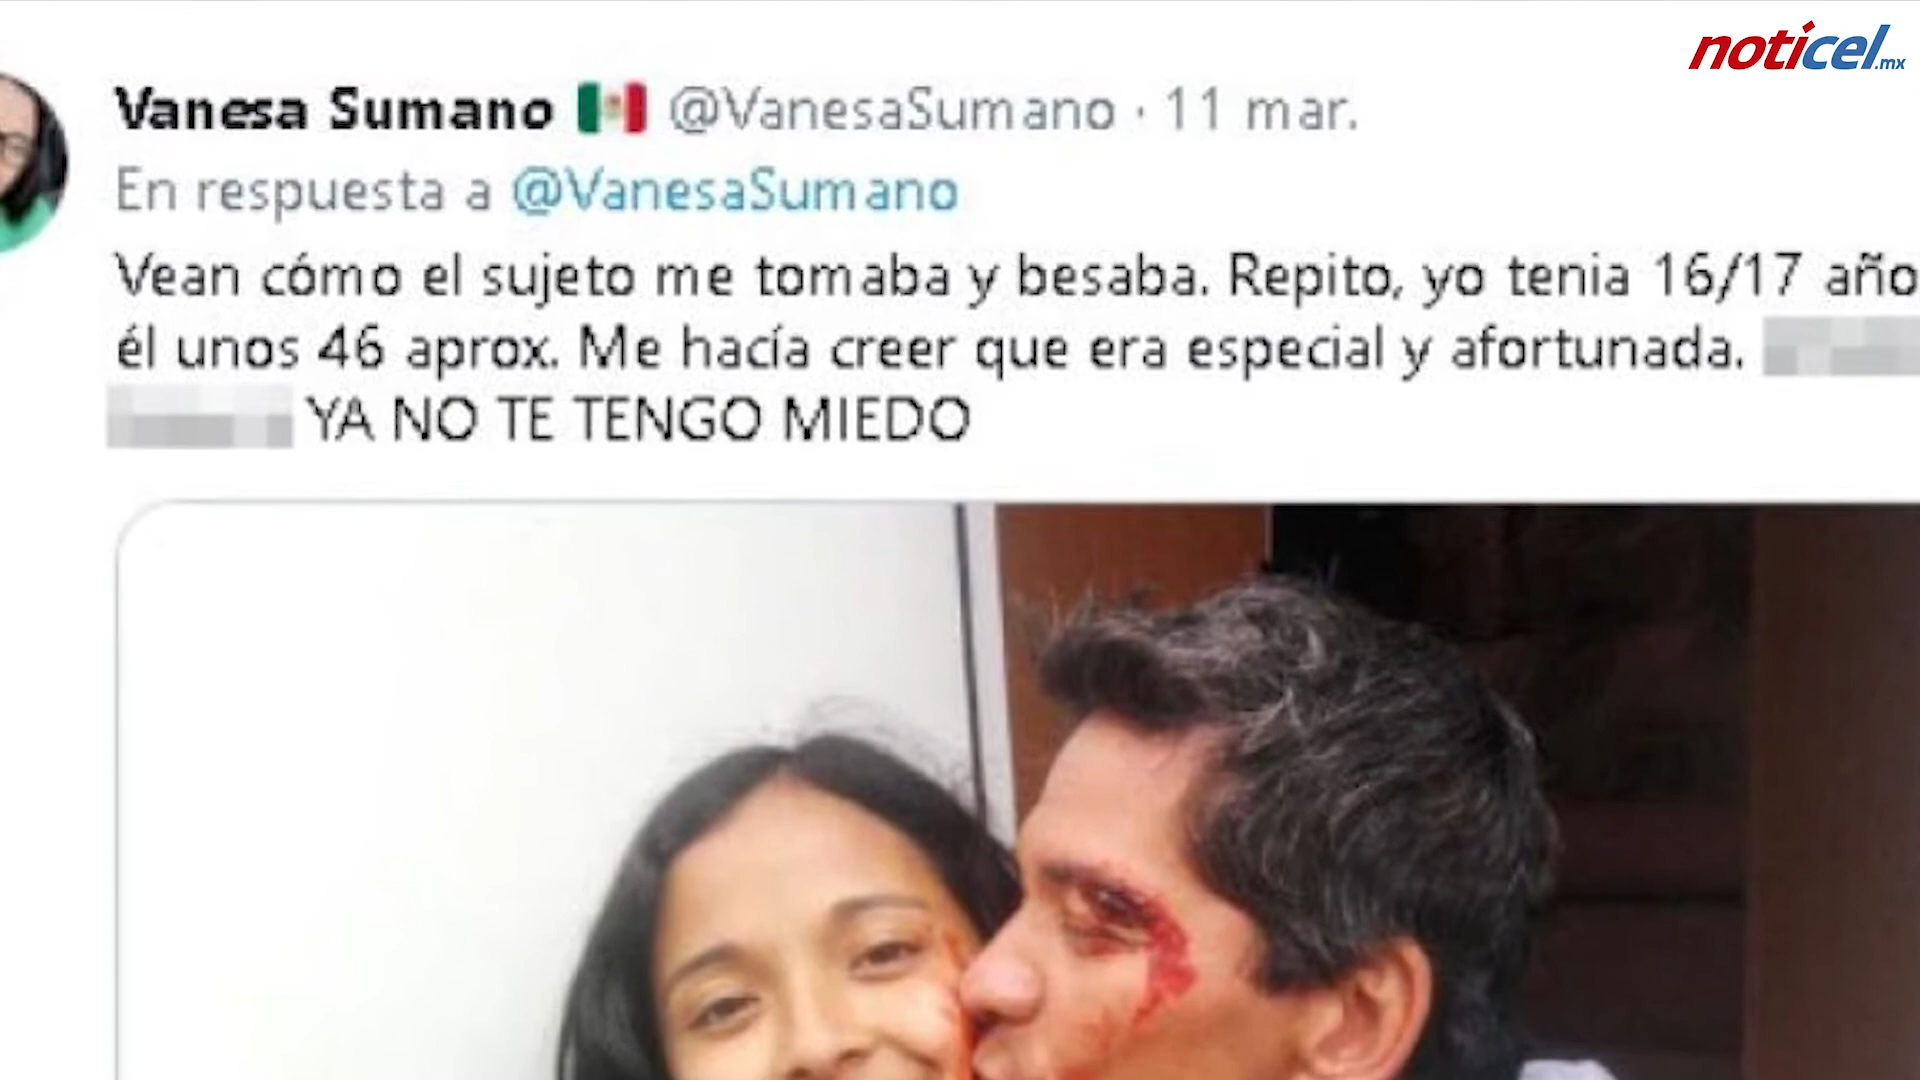 noticel.mx
Vanesa Sumano 🇲🇽 @VanesaSumano · 11 mar.
En respuesta a @VanesaSumano
Vean cómo el sujeto me tomaba y besaba. Repito, yo tenia 16/17 año
él unos 46 aprox. Me hacía creer que era especial y afortunada.
YA NO TE TENGO MIEDO